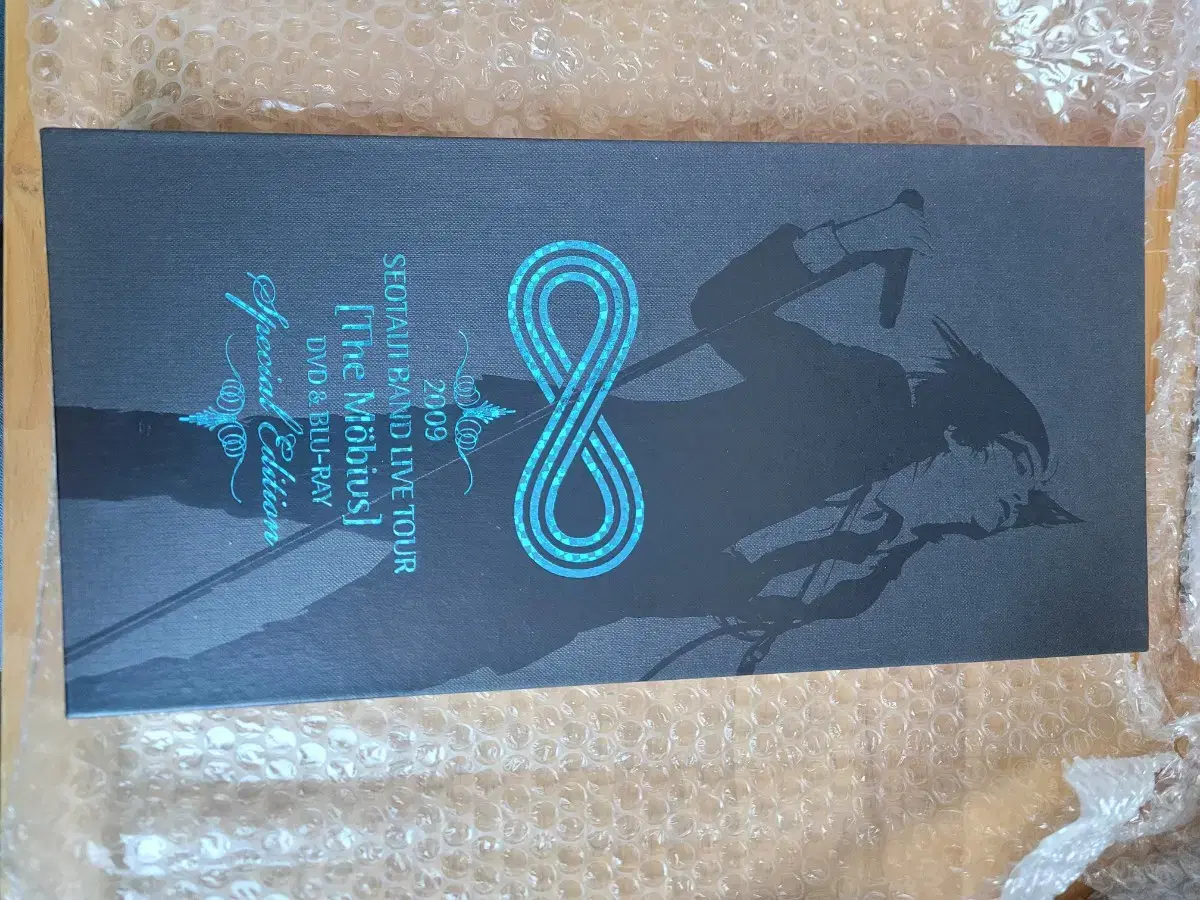 2009
SEOTAIJI BAND LIVE TOUR
[The Möbius]
DVD & BLU-RAY
Special Edition